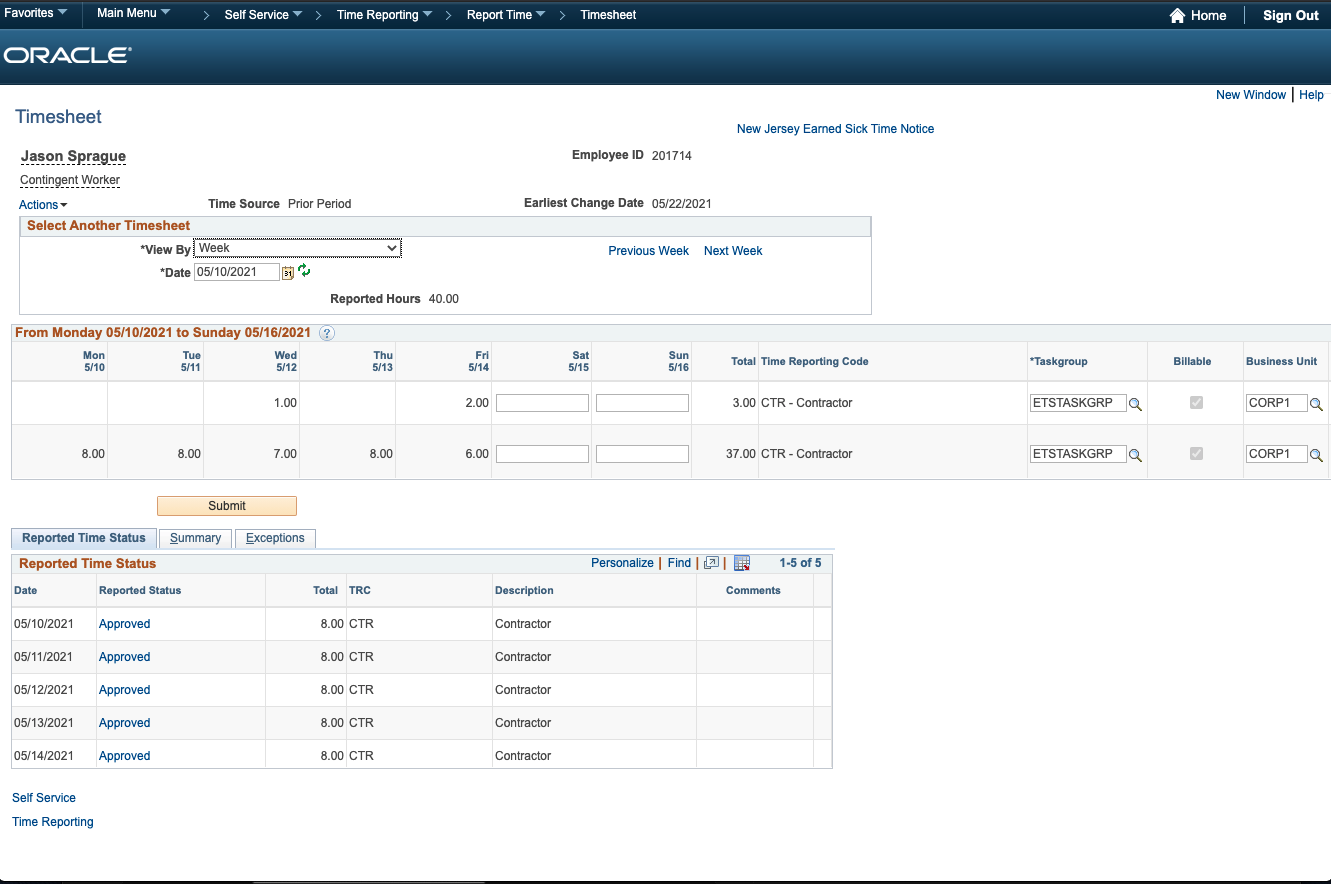 Favorites Main Menu Self Service Time Reporting Report Time Timesheet Home Sign Out
ORACLE®
New Window Help
Timesheet
New Jersey Earned Sick Time Notice
Jason Sprague Employee ID 201714
Contingent Worker
Actions Time Source Prior Period Earliest Change Date 05/22/2021
Select Another Timesheet
*View By Week Previous Week Next Week
*Date 05/10/2021 31
Reported Hours 40.00
From Monday 05/10/2021 to Sunday 05/16/2021 ?
Mon Tue Wed Thu Fri Sat Sun
5/10 5/11 5/12 5/13 5/14 5/15 5/16 Total Time Reporting Code *Taskgroup Billable Business Unit
1.00 2.00 3.00 CTR - Contractor ETSTASKGRP CORP1
8.00 8.00 7.00 8.00 6.00 37.00 CTR - Contractor ETSTASKGRP CORP1
Submit
Reported Time Status Summary Exceptions
Reported Time Status Personalize | Find | | 1-5 of 5
Date Reported Status Total TRC Description Comments
05/10/2021 Approved 8.00 CTR Contractor
05/11/2021 Approved 8.00 CTR Contractor
05/12/2021 Approved 8.00 CTR Contractor
05/13/2021 Approved 8.00 CTR Contractor
05/14/2021 Approved 8.00 CTR Contractor
Self Service
Time Reporting